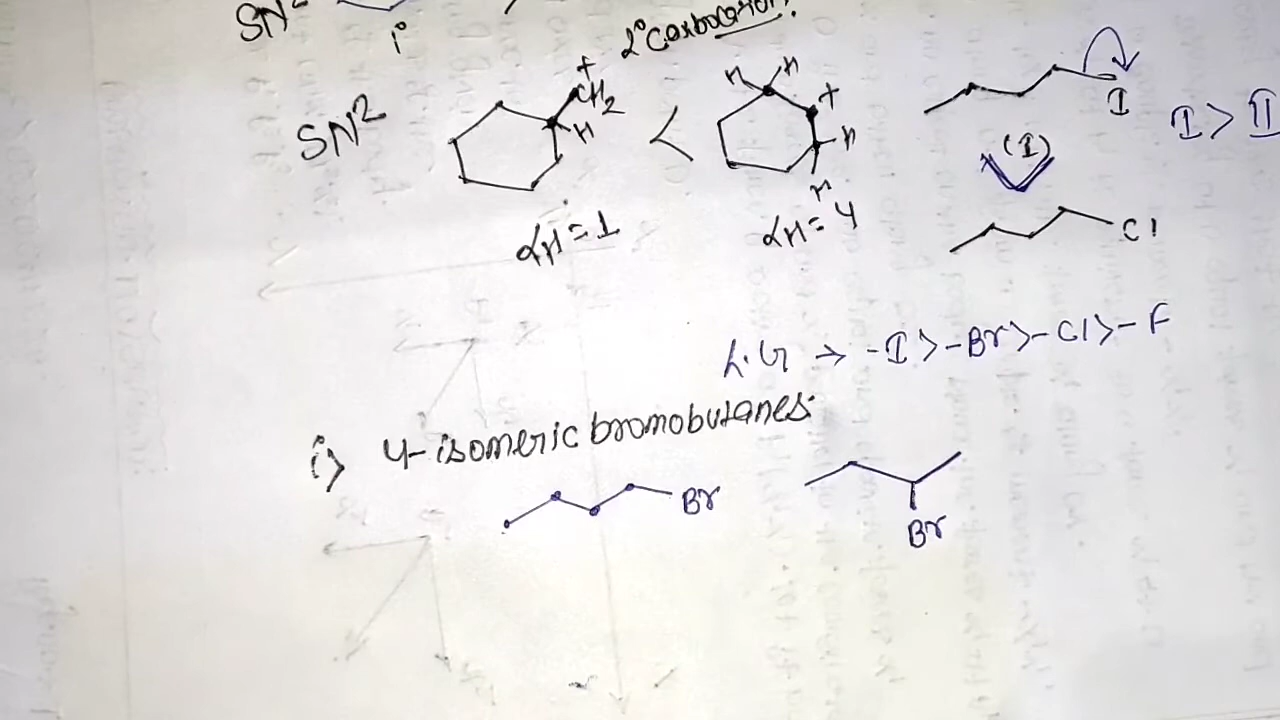 SN²
1°
2° Carbocation.
SN²
+
CH₂
H
<
H H
+
H
H
I
I > II
(I)
αH = 1
αH = 4
Cl
L.G → -I > -Br > -Cl > -F
i) 4-isomeric bromobutanes.
Br
Br